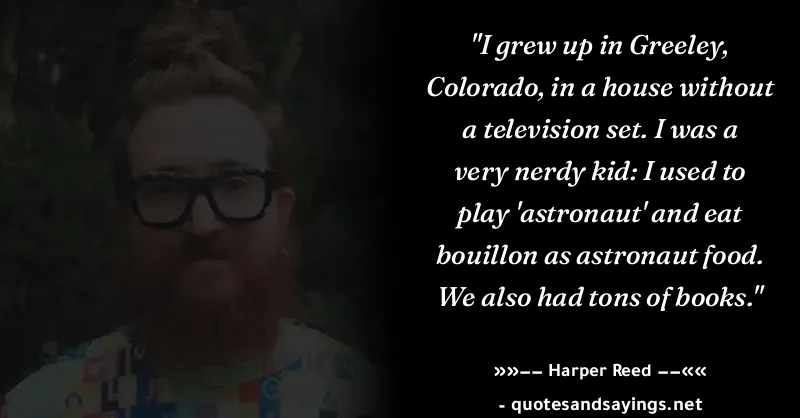 "I grew up in Greeley,
Colorado, in a house without
a television set. I was a
very nerdy kid: I used to
play 'astronaut' and eat
bouillon as astronaut food.
We also had tons of books."
»»–– Harper Reed ––««
- quotesandsayings.net